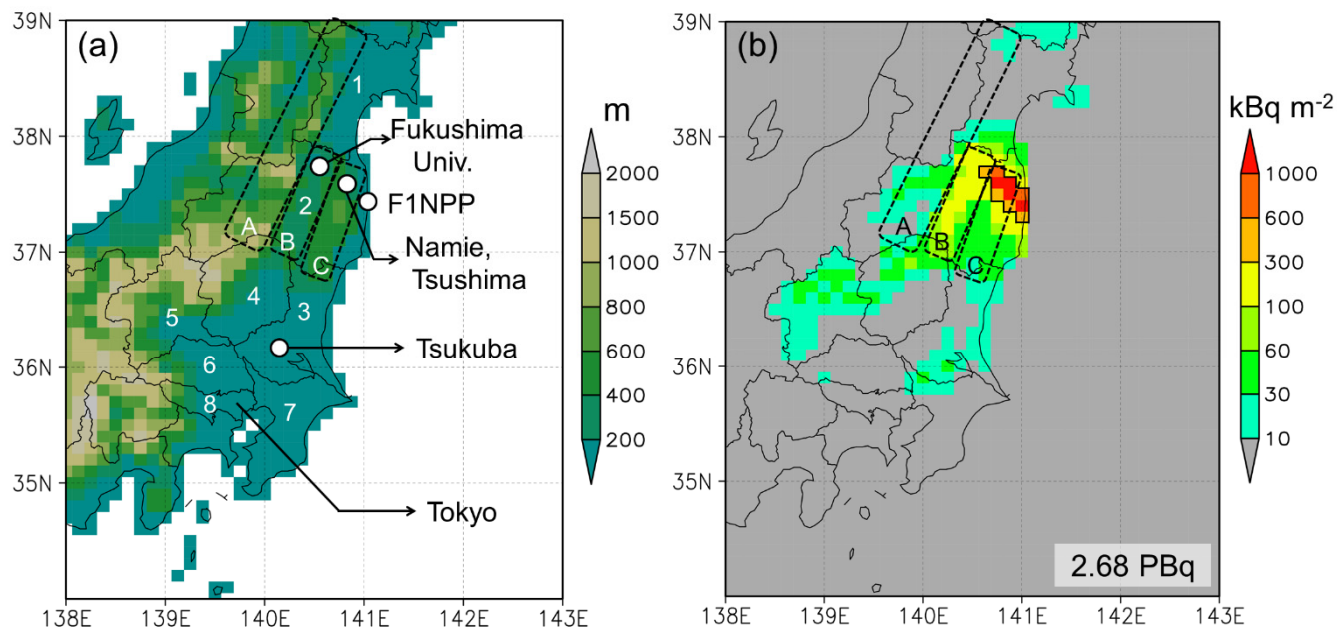 (a)
39N
38N
37N
36N
35N
138E
139E
140E
141E
142E
143E
1
2
3
4
5
6
7
8
A
B
C
Fukushima
Univ.
F1NPP
Namie,
Tsushima
Tsukuba
Tokyo
m
2000
1500
1000
800
600
400
200
(b)
39N
38N
37N
36N
35N
138E
139E
140E
141E
142E
143E
A
B
C
2.68 PBq
kBq m-2
1000
600
300
100
60
30
10